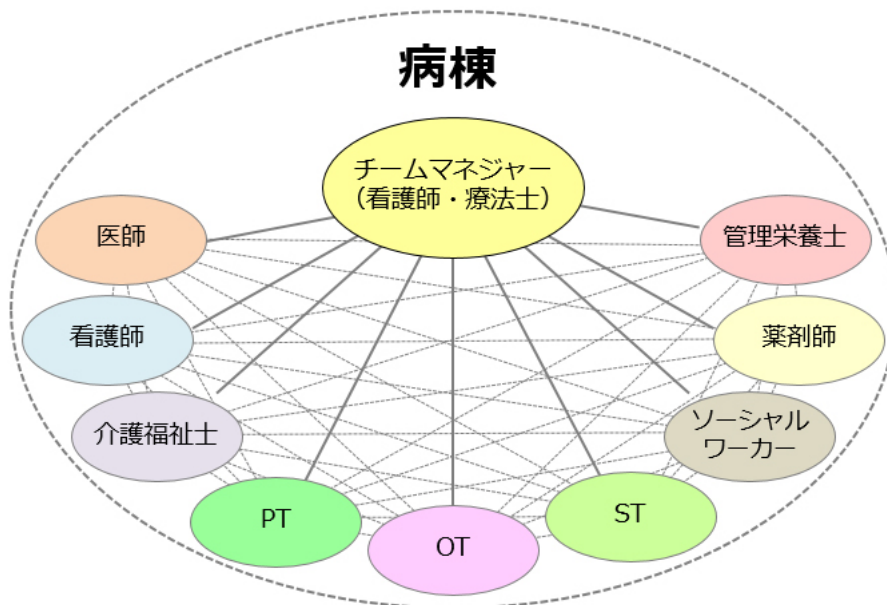 病棟
チームマネジャー
（看護師・療法士）
医師
管理栄養士
看護師
薬剤師
介護福祉士
ソーシャル
ワーカー
PT
OT
ST